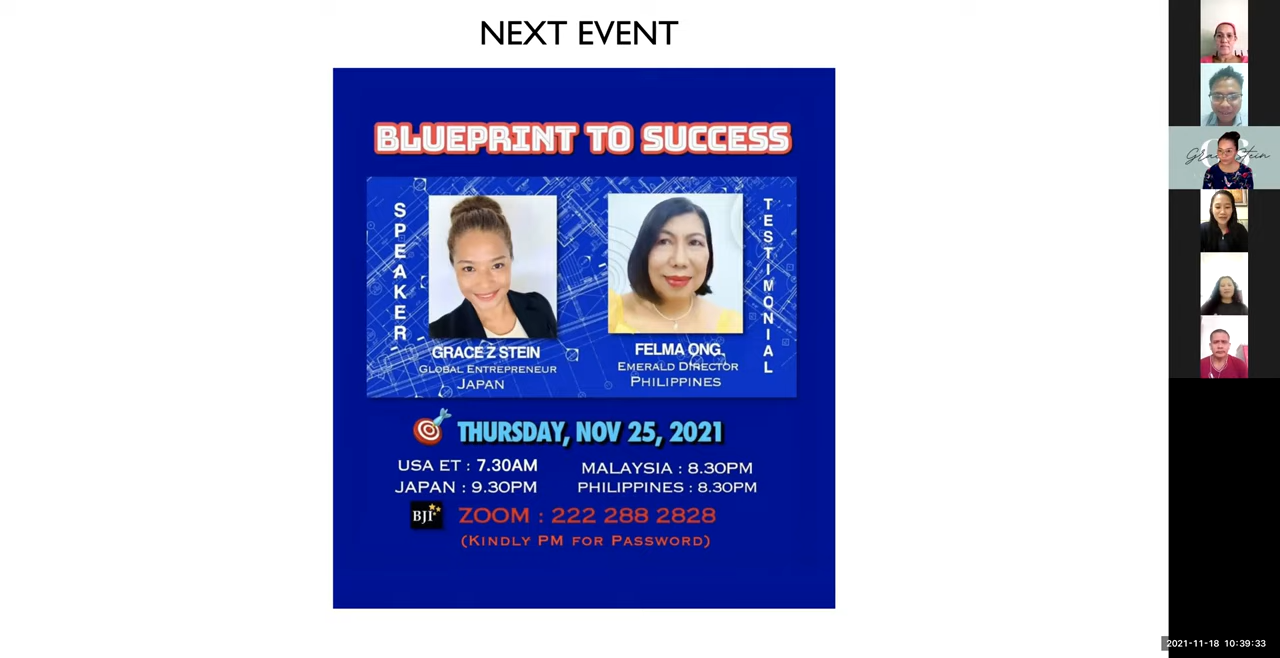 NEXT EVENT
BLUEPRINT TO SUCCESS
SPEAKER
TESTIMONIAL
GRACE Z STEIN
GLOBAL ENTREPRENEUR
JAPAN
FELMA ONG,
EMERALD DIRECTOR
PHILIPPINES
THURSDAY, NOV 25, 2021
USA ET : 7.30AM
MALAYSIA : 8.30PM
JAPAN : 9.30PM
PHILIPPINES : 8.30PM
BJI
ZOOM : 222 288 2828
(KINDLY PM FOR PASSWORD)
2021-11-18 10:39:33